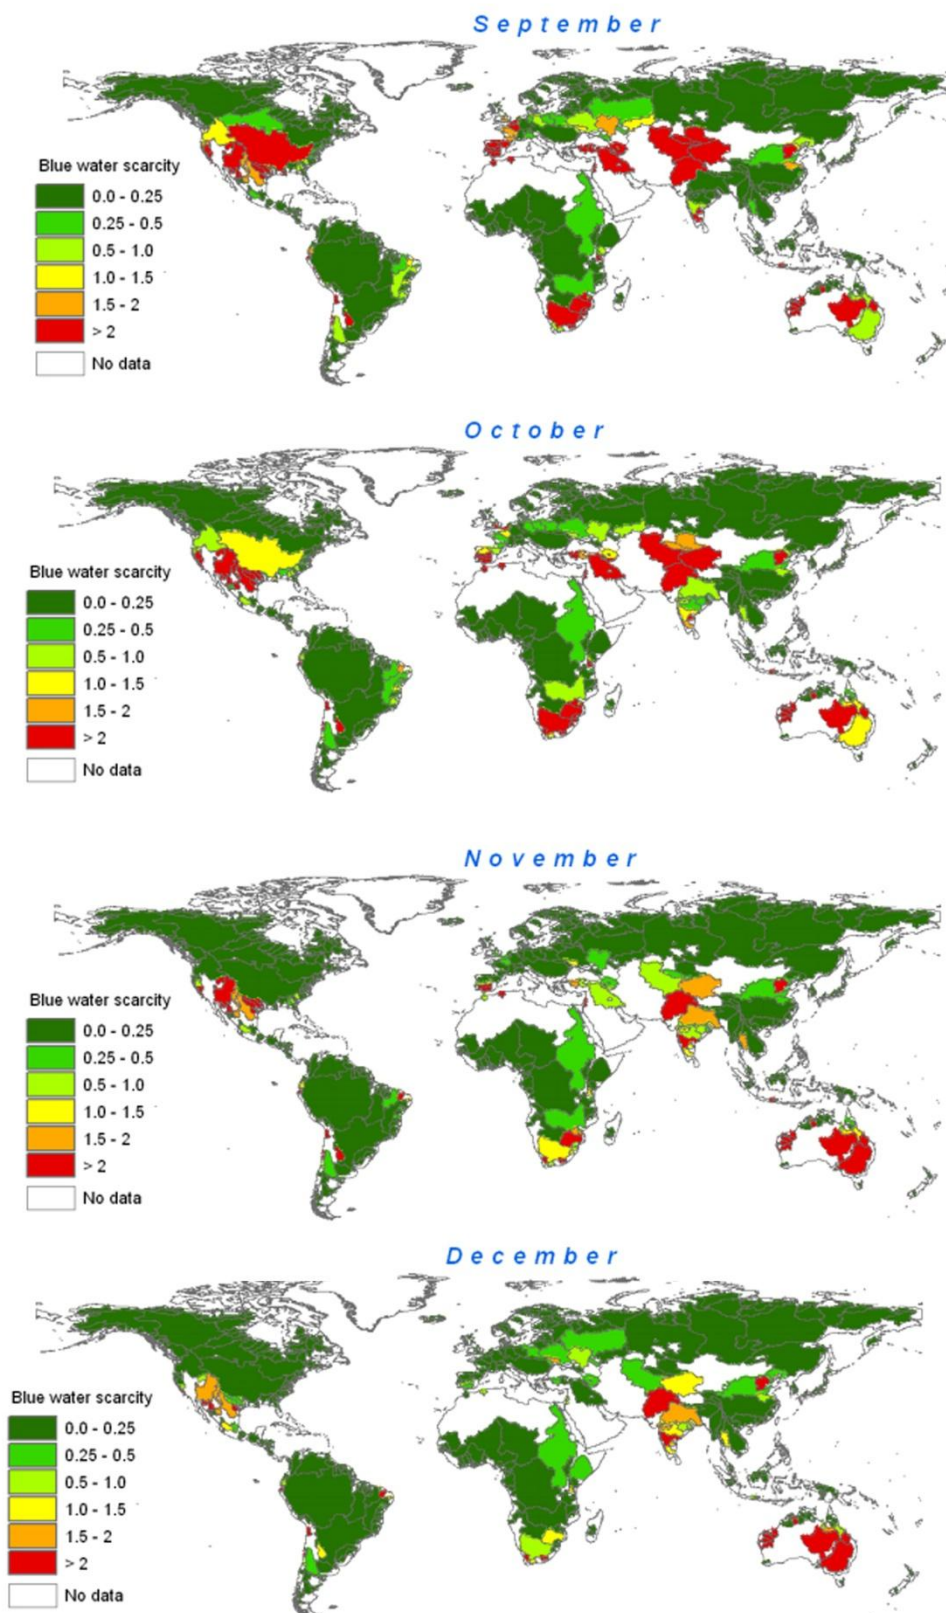 September
Blue water scarcity
0.0 - 0.25
0.25 - 0.5
0.5 - 1.0
1.0 - 1.5
1.5 - 2
> 2
No data
October
Blue water scarcity
0.0 - 0.25
0.25 - 0.5
0.5 - 1.0
1.0 - 1.5
1.5 - 2
> 2
No data
November
Blue water scarcity
0.0 - 0.25
0.25 - 0.5
0.5 - 1.0
1.0 - 1.5
1.5 - 2
> 2
No data
December
Blue water scarcity
0.0 - 0.25
0.25 - 0.5
0.5 - 1.0
1.0 - 1.5
1.5 - 2
> 2
No data